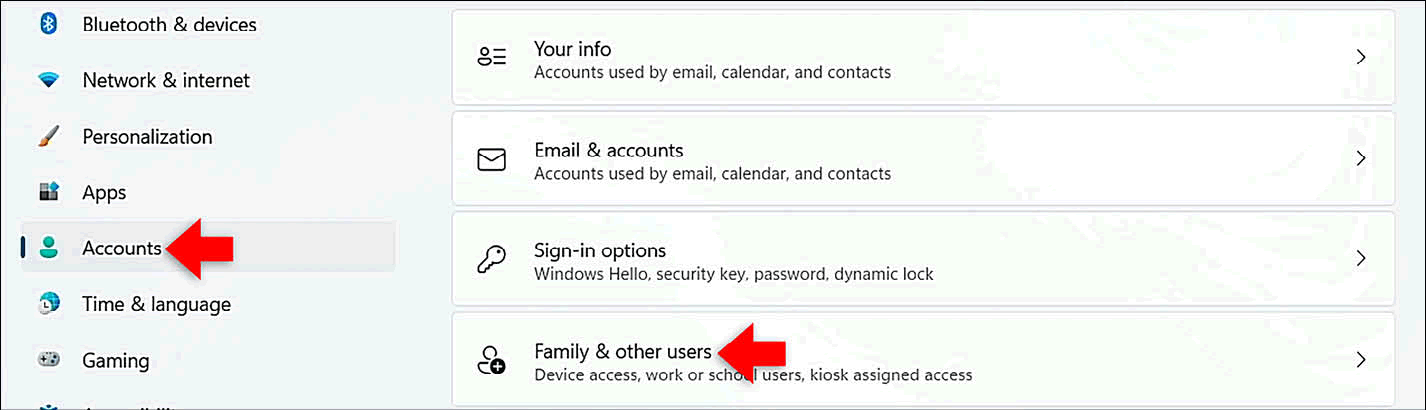 Bluetooth & devices
Network & internet
Personalization
Apps
Accounts
Time & language
Gaming
Your info
Accounts used by email, calendar, and contacts
Email & accounts
Accounts used by email, calendar, and contacts
Sign-in options
Windows Hello, security key, password, dynamic lock
Family & other users
Device access, work or school users, kiosk assigned access